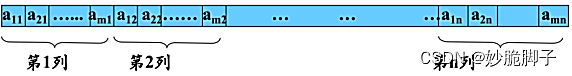 a11 a21 …… am1 a12 a22 …… am2 … … …a1n a2n amn
第1列 第2列 第n列
CSDN @妙脆脚子